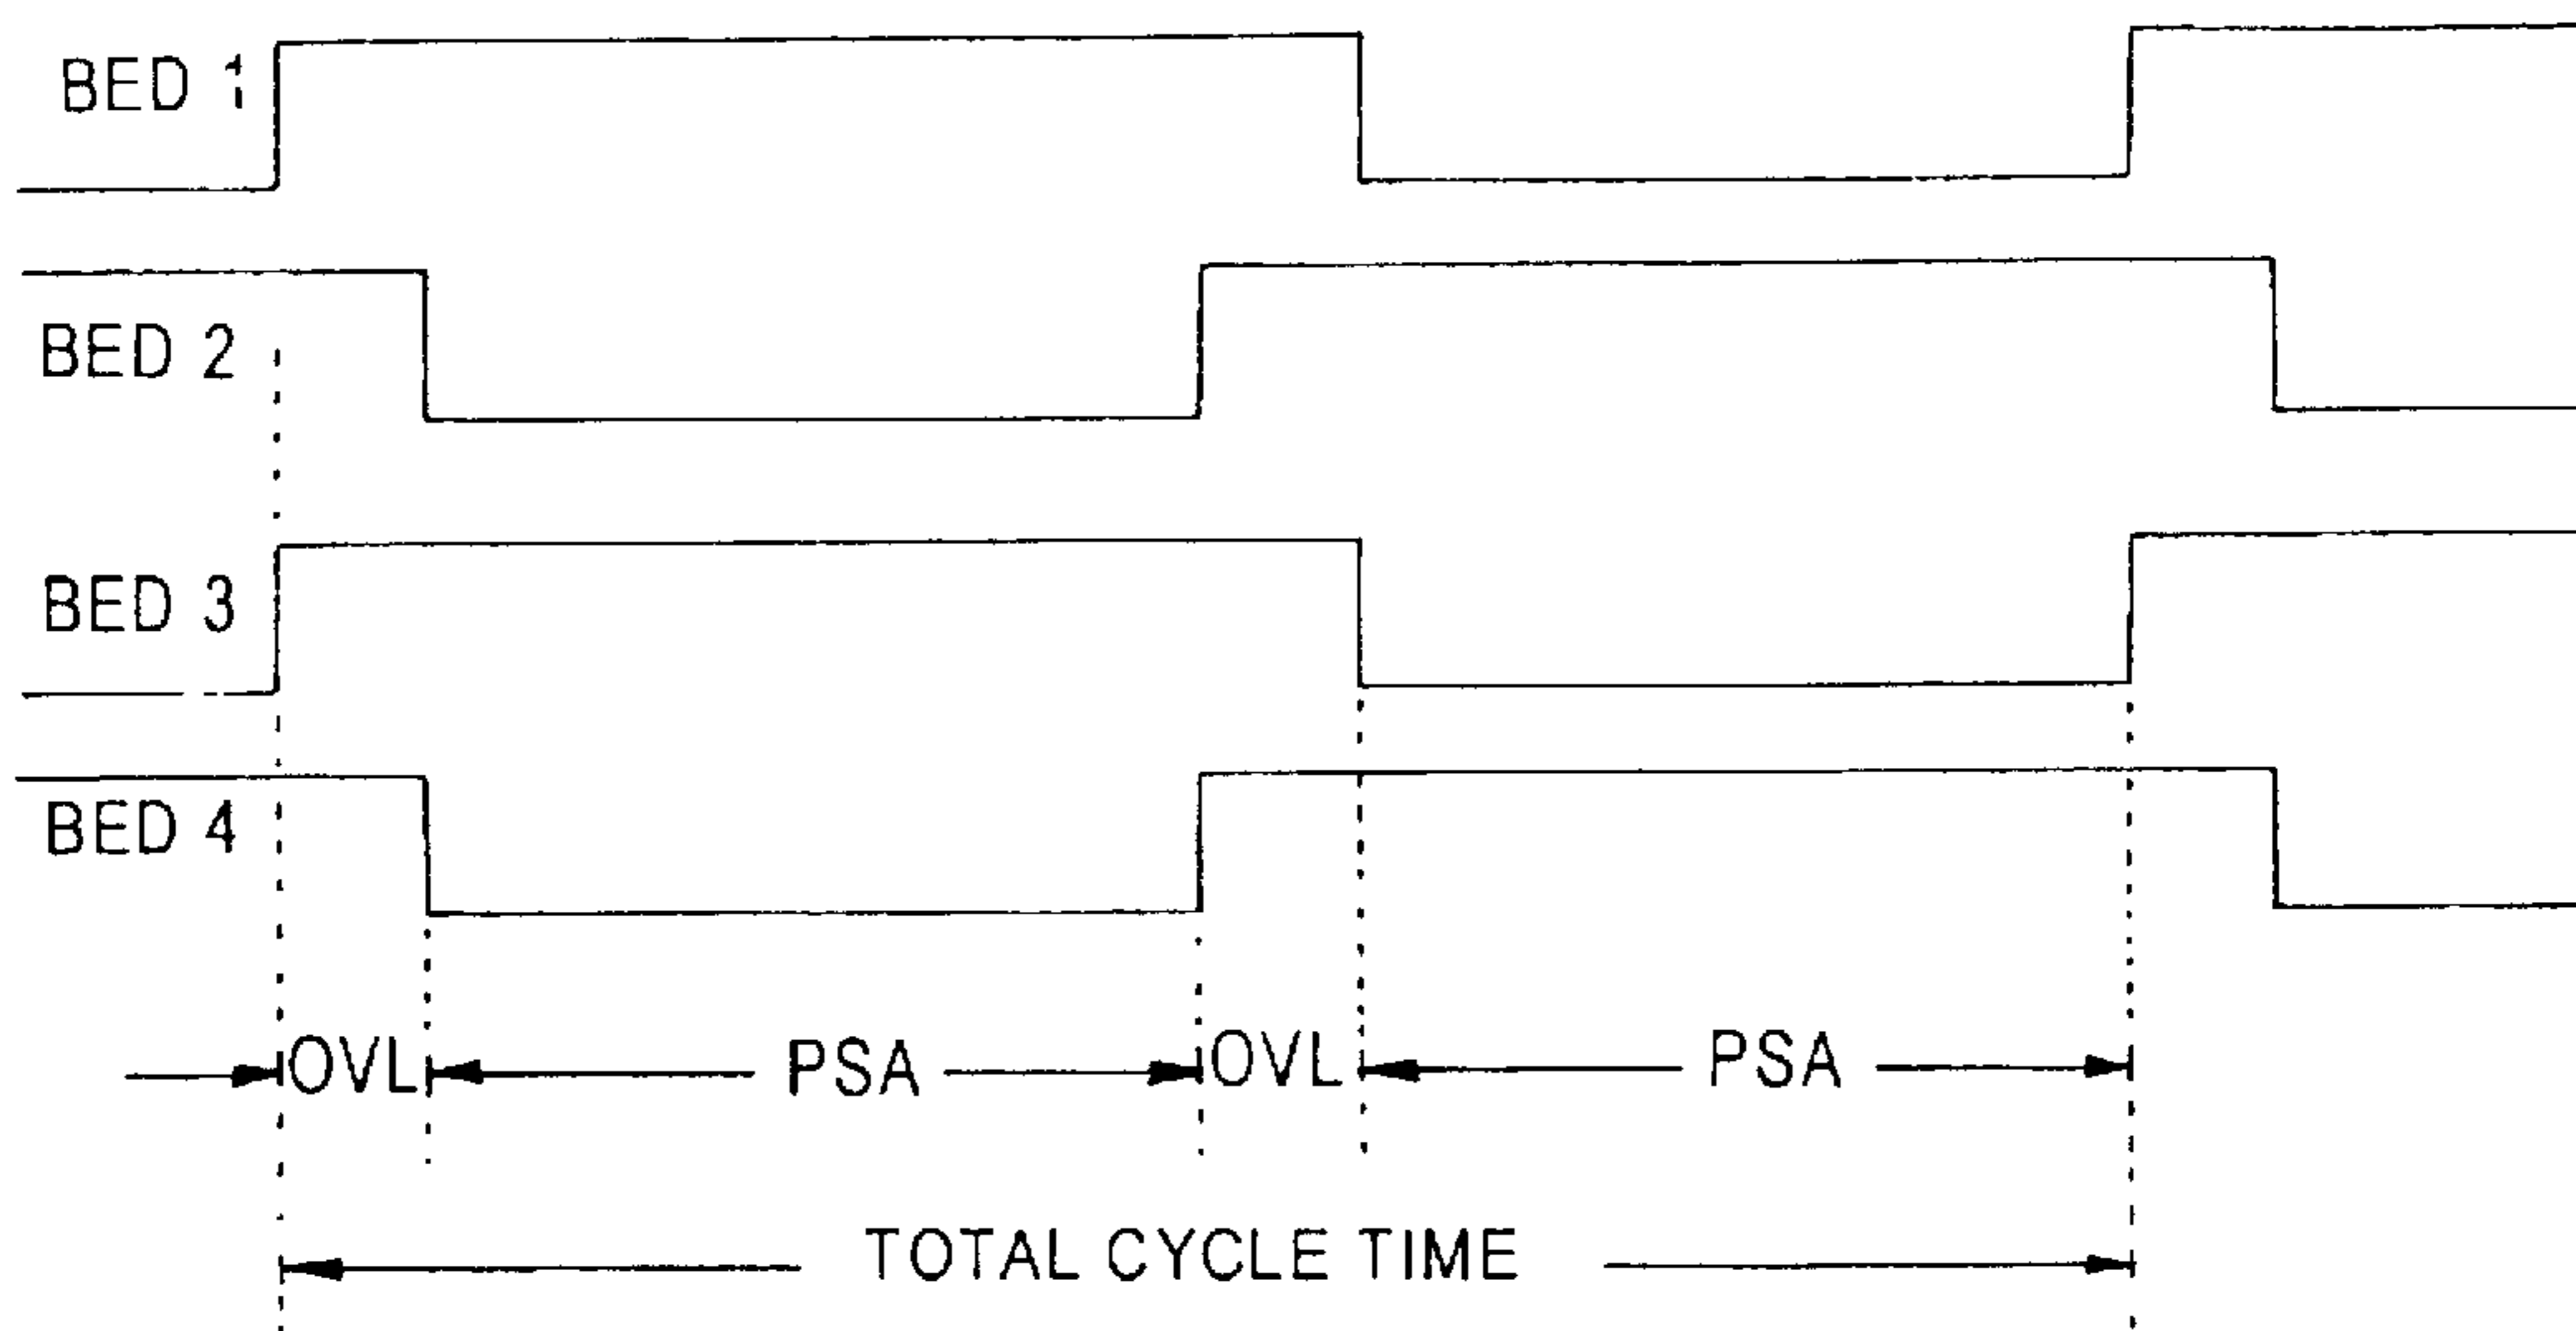 BED 1
BED 2
BED 3
BED 4
OVL PSA OVL PSA
TOTAL CYCLE TIME